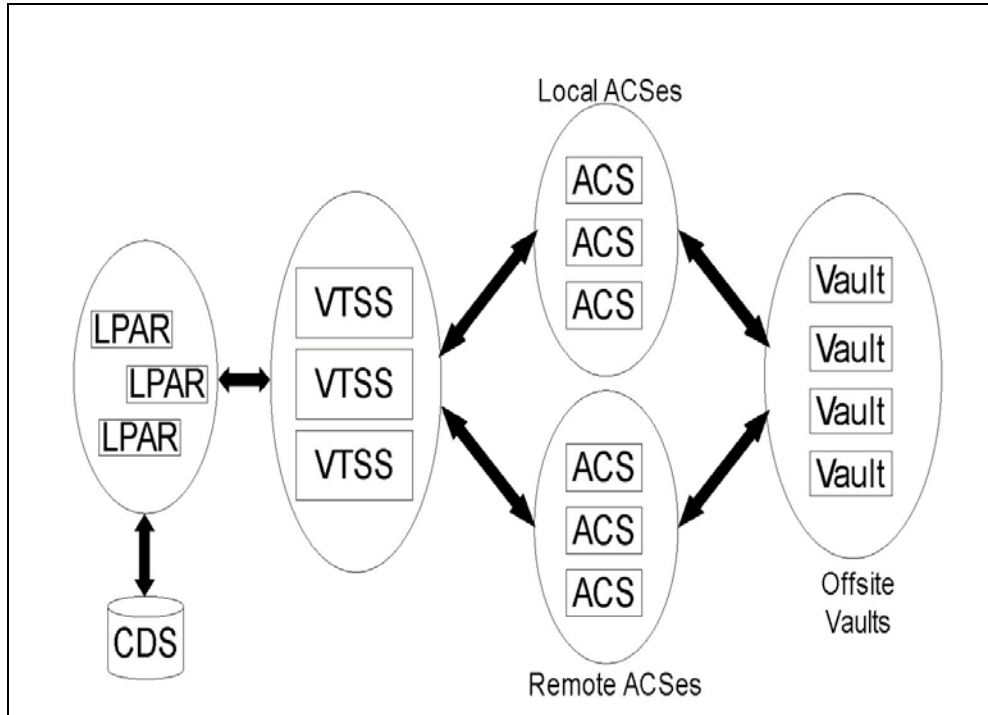 LPAR
LPAR
LPAR
CDS
VTSS
VTSS
VTSS
Local ACSes
ACS
ACS
ACS
ACS
ACS
ACS
Remote ACSes
Vault
Vault
Vault
Vault
Offsite
Vaults